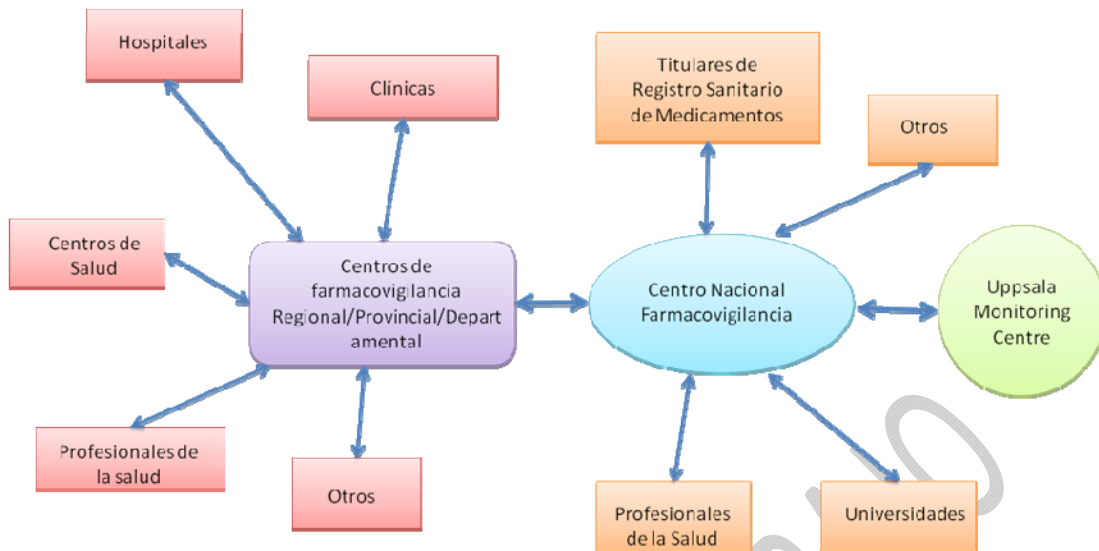 Hospitales
Clínicas
Titulares de
Registro Sanitario
de Medicamentos
Otros
Centros de
Salud
Centros de
farmacovigilancia
Regional/Provincial/Depart
amental
Centro Nacional
Farmacovigilancia
Uppsala
Monitoring
Centre
Profesionales de
la salud
Otros
Profesionales
de la Salud
Universidades